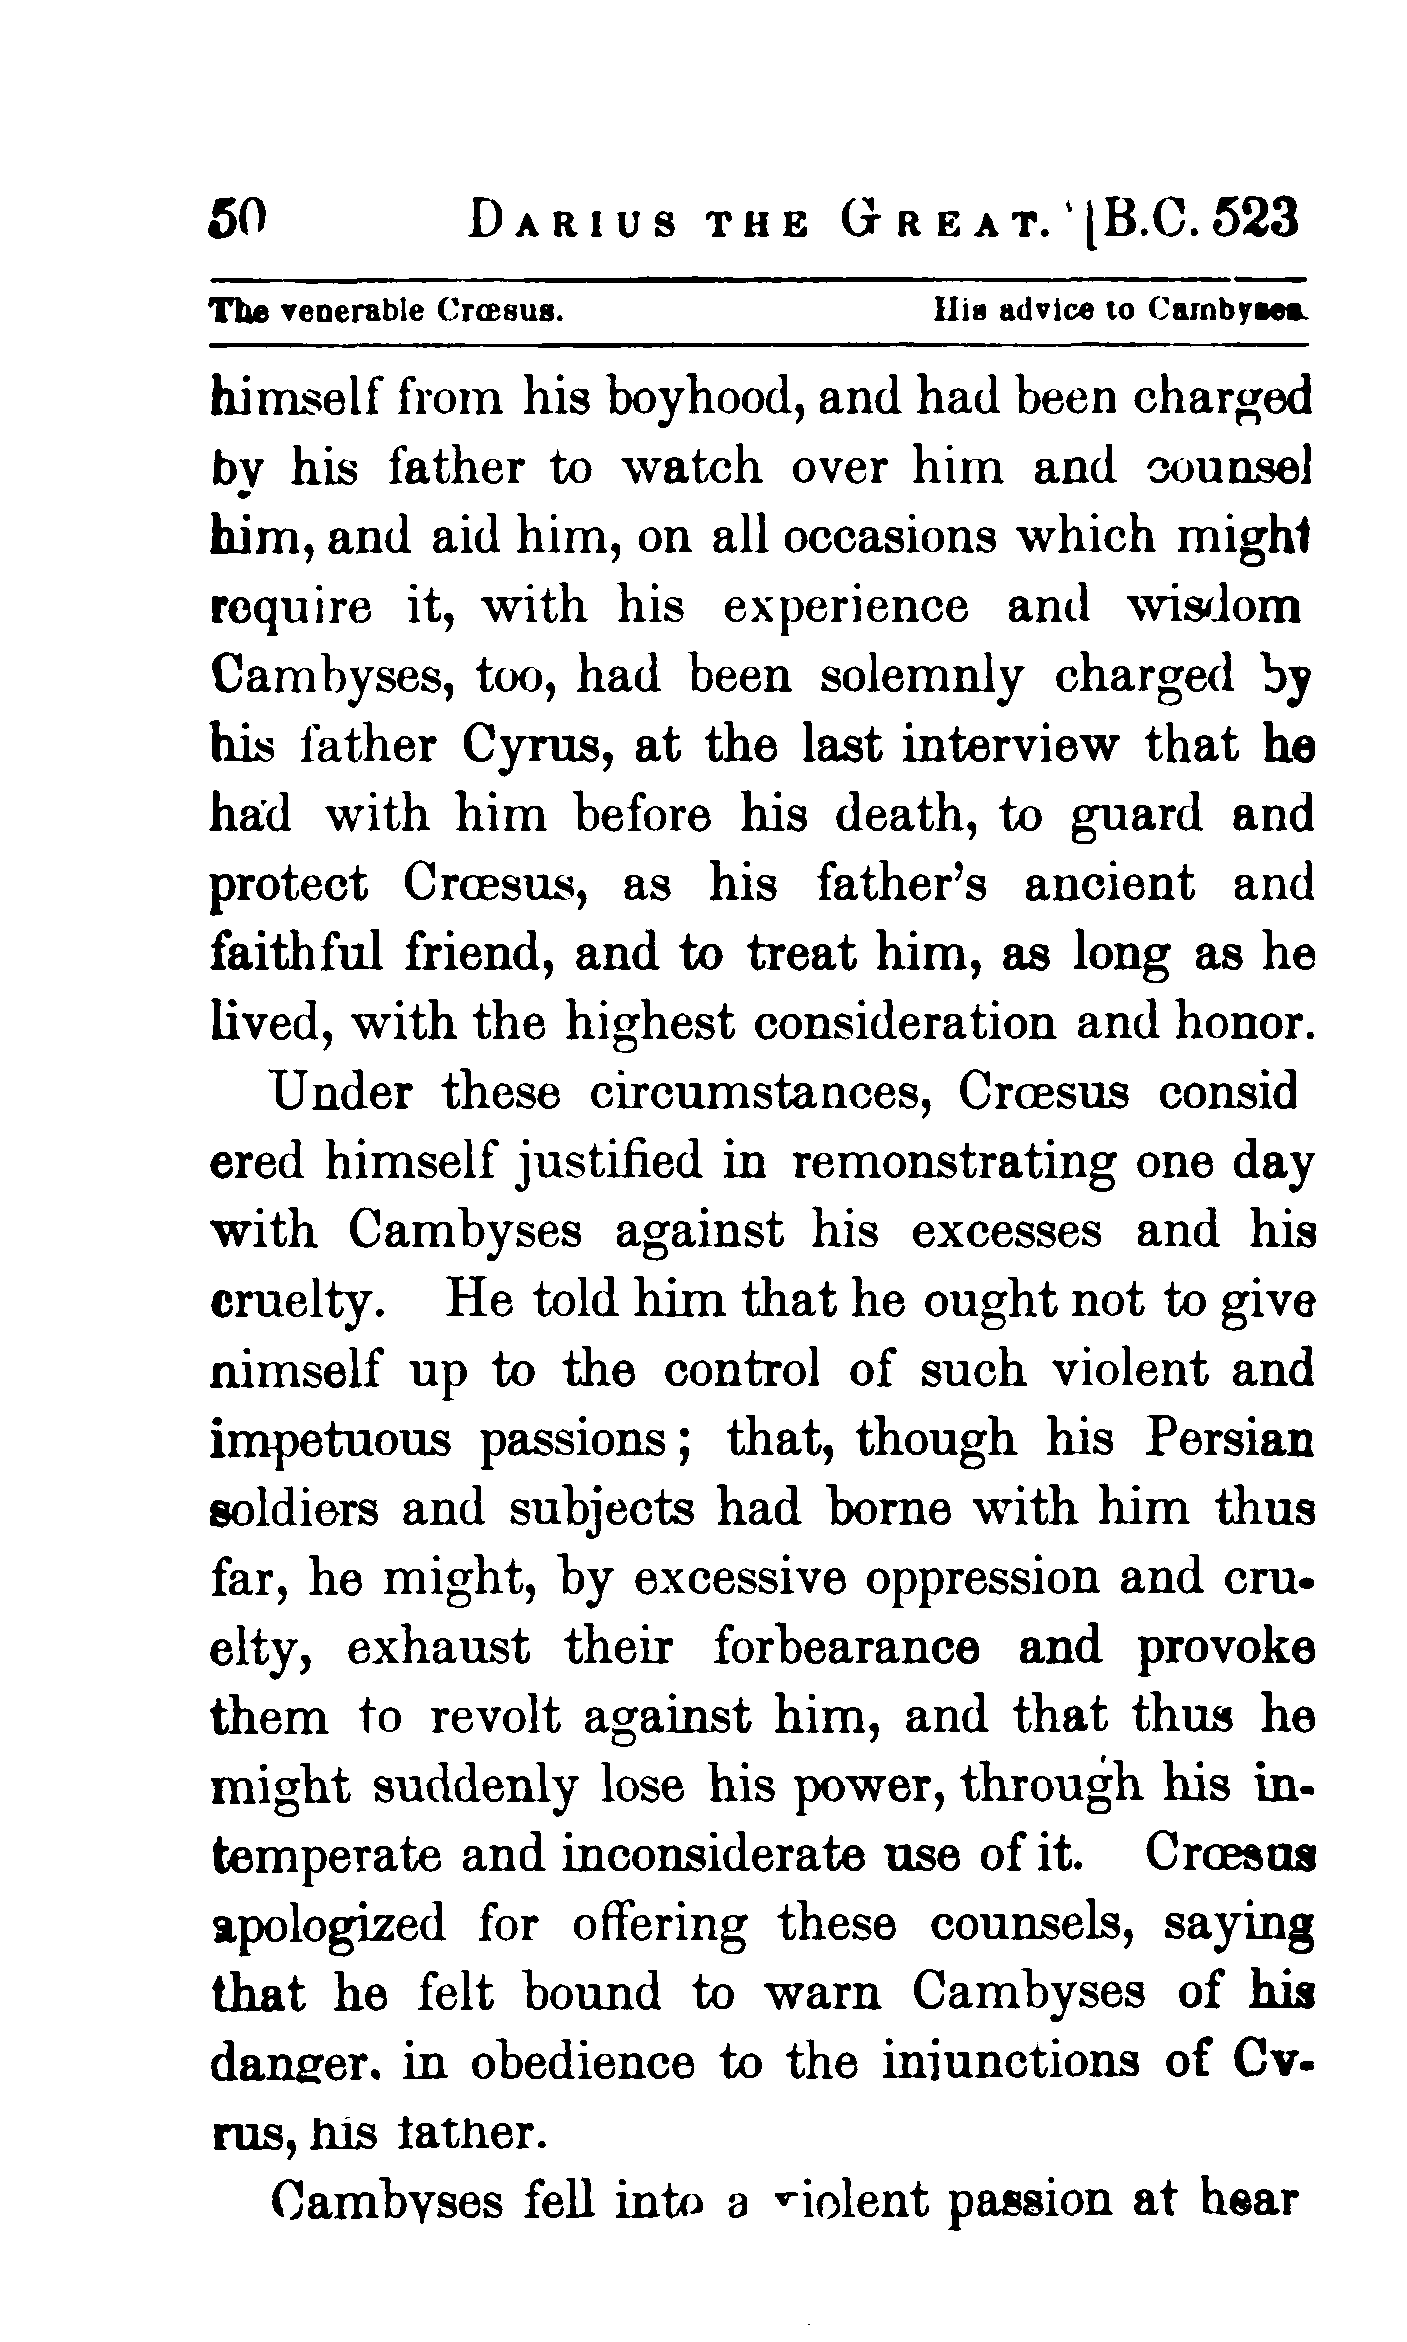 50 DARIUS THE GREAT. [B.C. 523
The venerable Crœsus. His advice to Cambyses.
himself from his boyhood, and had been charged
by his father to watch over him and counsel
him, and aid him, on all occasions which might
require it, with his experience and wisdom
Cambyses, too, had been solemnly charged by
his father Cyrus, at the last interview that he
had with him before his death, to guard and
protect Crœsus, as his father's ancient and
faithful friend, and to treat him, as long as he
lived, with the highest consideration and honor.
Under these circumstances, Crœsus consid
ered himself justified in remonstrating one day
with Cambyses against his excesses and his
cruelty. He told him that he ought not to give
himself up to the control of such violent and
impetuous passions; that, though his Persian
soldiers and subjects had borne with him thus
far, he might, by excessive oppression and cru-
elty, exhaust their forbearance and provoke
them to revolt against him, and that thus he
might suddenly lose his power, through his in-
temperate and inconsiderate use of it. Crœsus
apologized for offering these counsels, saying
that he felt bound to warn Cambyses of his
danger, in obedience to the injunctions of Cy-
rus, his father.
Cambyses fell into a violent passion at hear